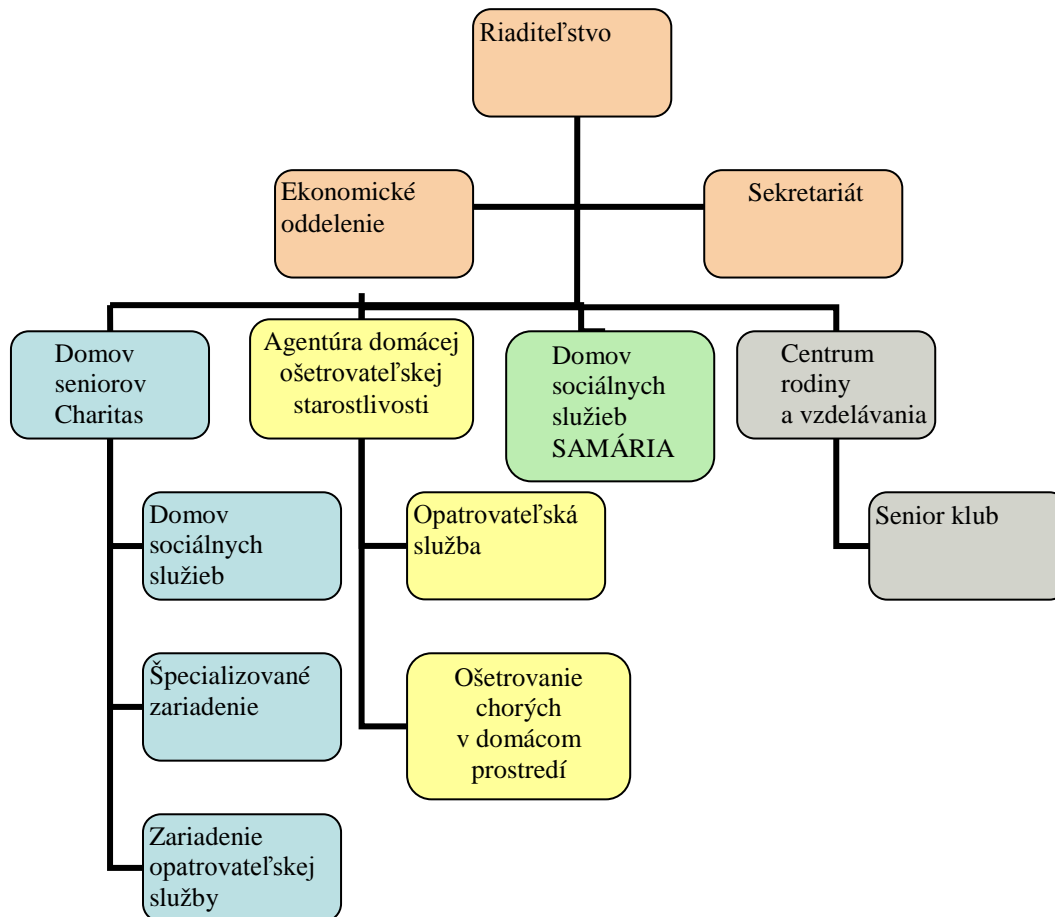 Riaditeľstvo
Ekonomické
oddelenie
Sekretariát
Domov
seniorov
Charitas
Agentúra domácej
ošetrovateľskej
starostlivosti
Domov
sociálnych
služieb
SAMÁRIA
Centrum
rodiny
a vzdelávania
Domov
sociálnych
služieb
Opatrovateľská
služba
Senior klub
Špecializované
zariadenie
Ošetrovanie
chorých
v domácom
prostredí
Zariadenie
opatrovateľskej
služby